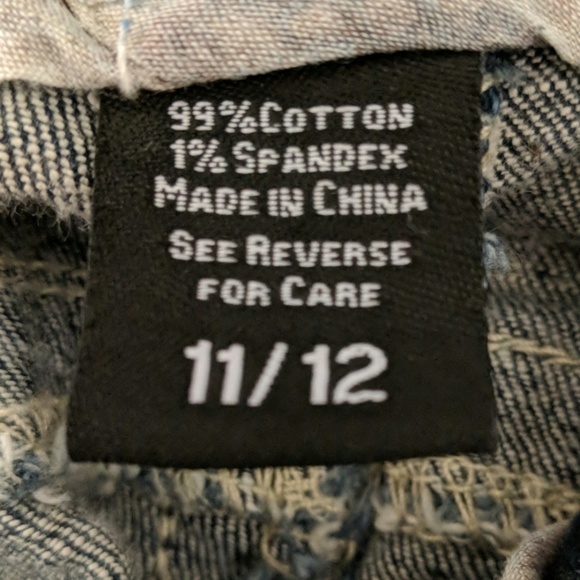 99% COTTON
1% SPANDEX
MADE IN CHINA
SEE REVERSE
FOR CARE
11/12